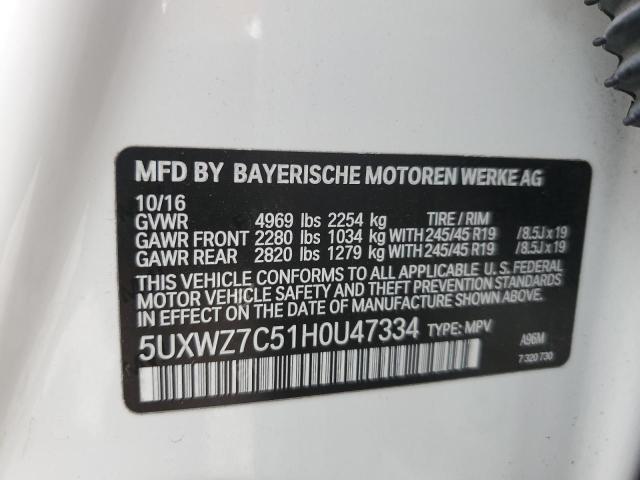 MFD BY BAYERISCHE MOTOREN WERKE AG
10/16
GVWR 4969 lbs 2254 kg TIRE / RIM
GAWR FRONT 2280 lbs 1034 kg WITH 245/45 R19 /8.5J x 19
GAWR REAR 2820 lbs 1279 kg WITH 245/45 R19 /8.5J x 19
THIS VEHICLE CONFORMS TO ALL APPLICABLE U. S. FEDERAL
MOTOR VEHICLE SAFETY AND THEFT PREVENTION STANDARDS
IN EFFECT ON THE DATE OF MANUFACTURE SHOWN ABOVE.
5UXWZ7C51H0U47334 TYPE: MPV A96M
7 320 730